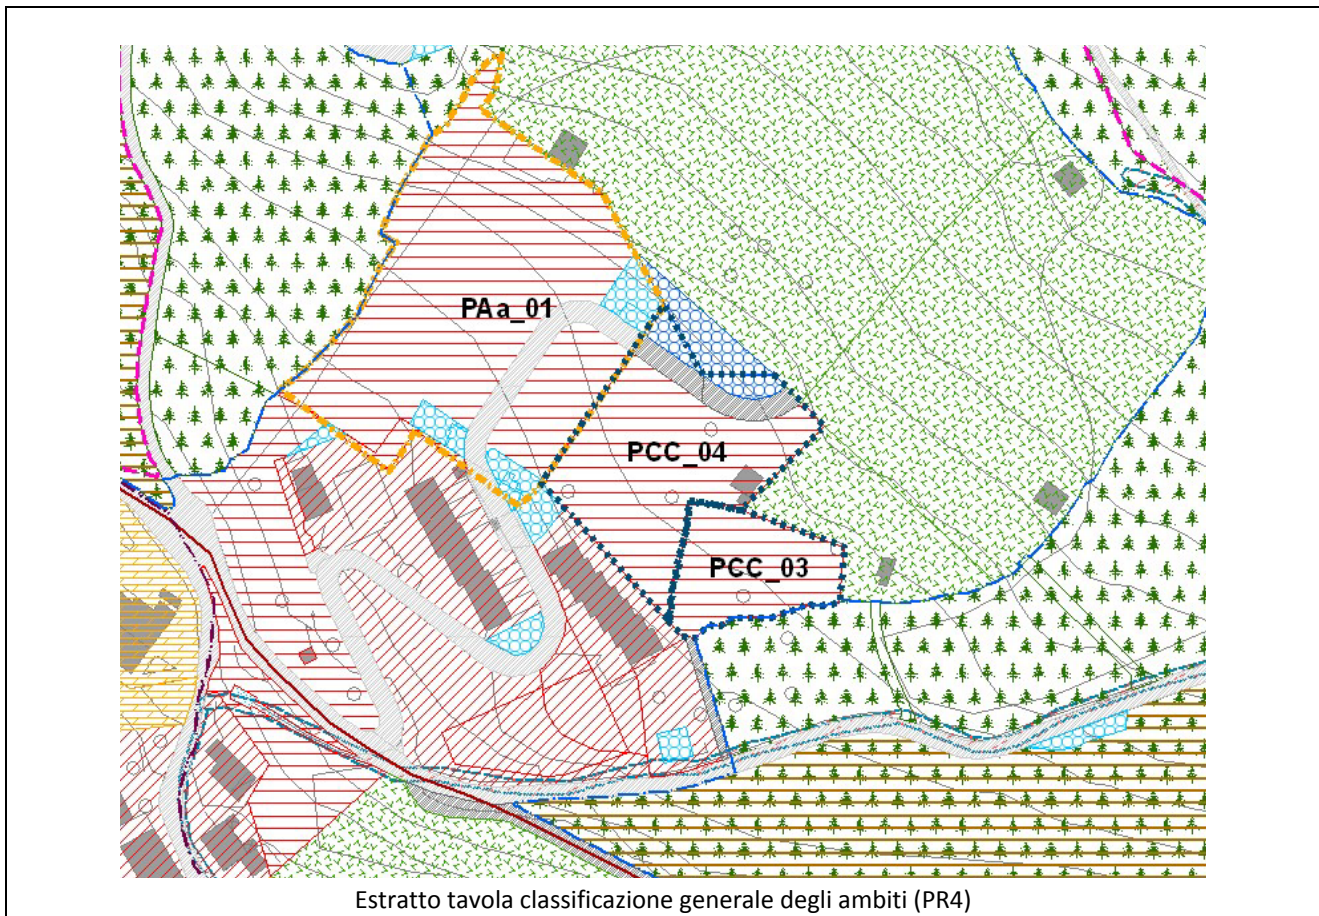 PAa_01
PCC_04
PCC_03
Estratto tavola classificazione generale degli ambiti (PR4)